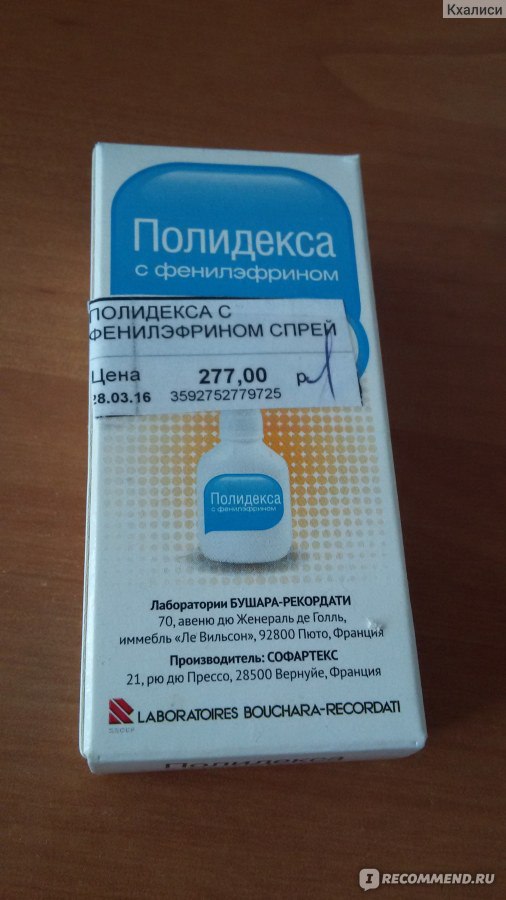 Кхалиси
Полидекса
с фенилэфрином
ПОЛИДЕКСА С
ФЕНИЛЭФРИНОМ СПРЕЙ
Цена 277,00 р
28.03.16 3592752779725
Полидекса
с фенилэфрином
Лаборатории БУШАРА-РЕКОРДАТИ
70, авеню дю Женераль де Голль,
иммебль «Ле Вильсон», 92800 Пюто, Франция
Производитель: СОФАРТЕКС
21, рю дю Прессо, 28500 Вернуйе, Франция
LABORATOIRES BOUCHARA-RECORDATI
Полидекса
IRECOMMEND.RU